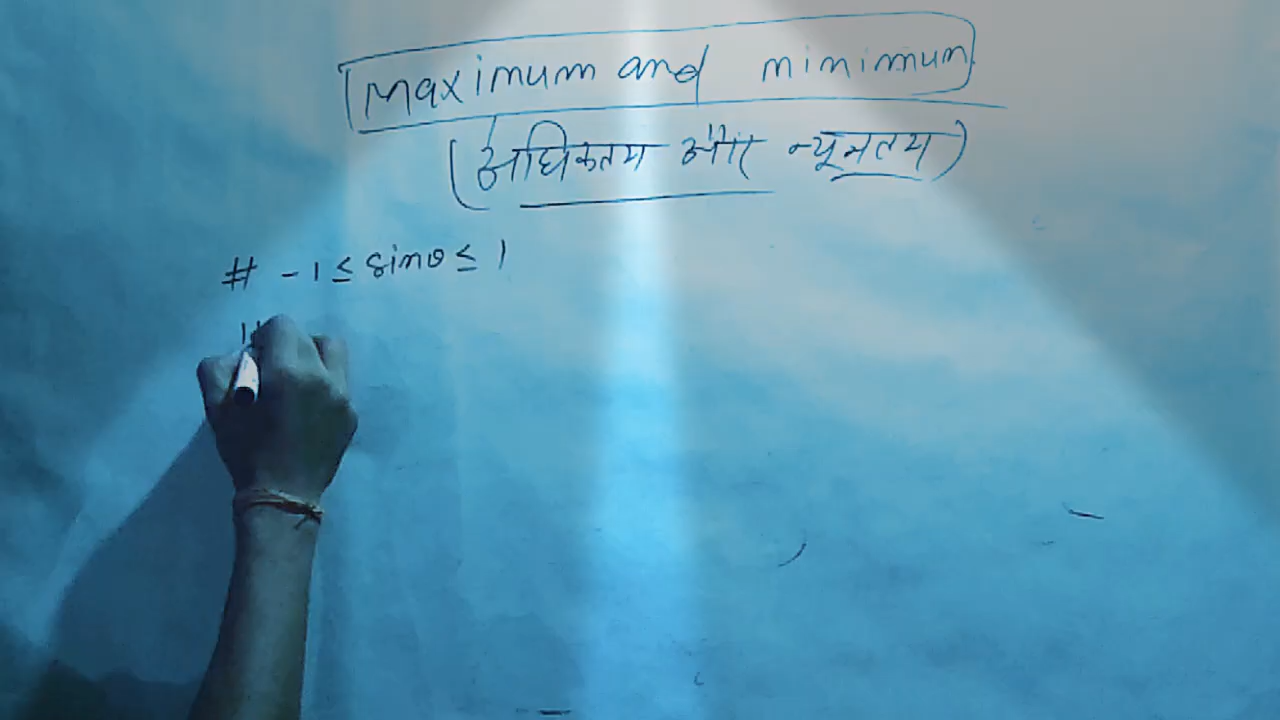 Maximum and minimum
(अधिकतम और न्यूनतम)
# -1 ≤ sinθ ≤ 1